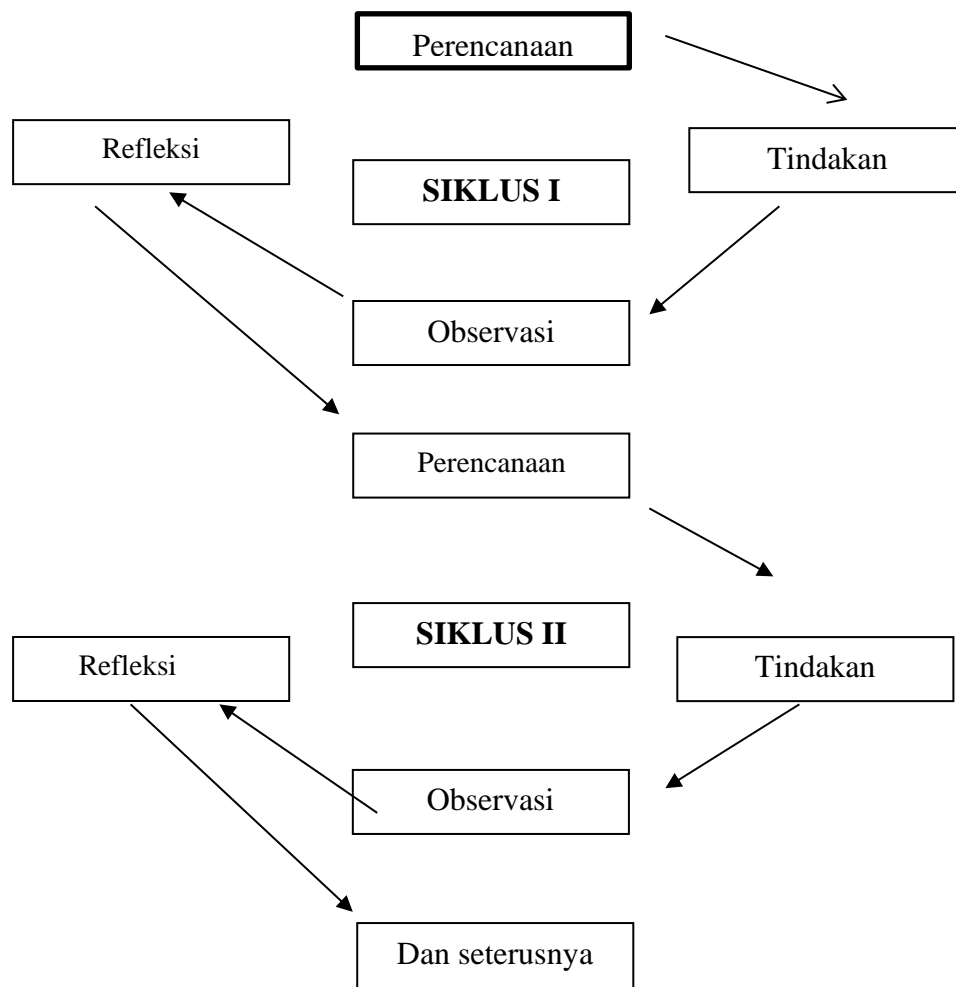 Perencanaan
Refleksi
Tindakan
SIKLUS I
Observasi
Perencanaan
SIKLUS II
Refleksi
Tindakan
Observasi
Dan seterusnya